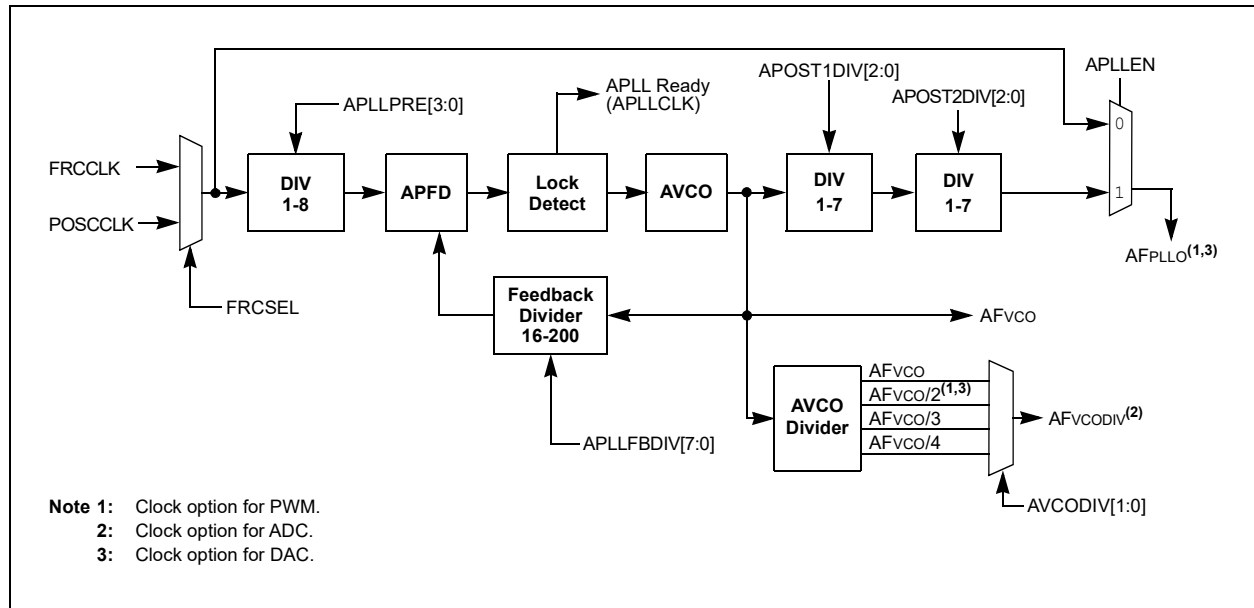 APLLEN
APOST1DIV[2:0]
APLL Ready
(APLLCLK)
APOST2DIV[2:0]
APLLPRE[3:0]
0
FRCCLK
DIV
1-8
APFD
Lock
Detect
AVCO
DIV
1-7
DIV
1-7
1
POSCCLK
AFPLLO(1,3)
FRCSEL
Feedback
Divider
16-200
AFVCO
AVCO
Divider
AFVCO
AFVCO/2(1,3)
AFVCO/3
AFVCO/4
AFVCODIV(2)
APLLFBDIV[7:0]
AVCODIV[1:0]
Note 1: Clock option for PWM.
2: Clock option for ADC.
3: Clock option for DAC.